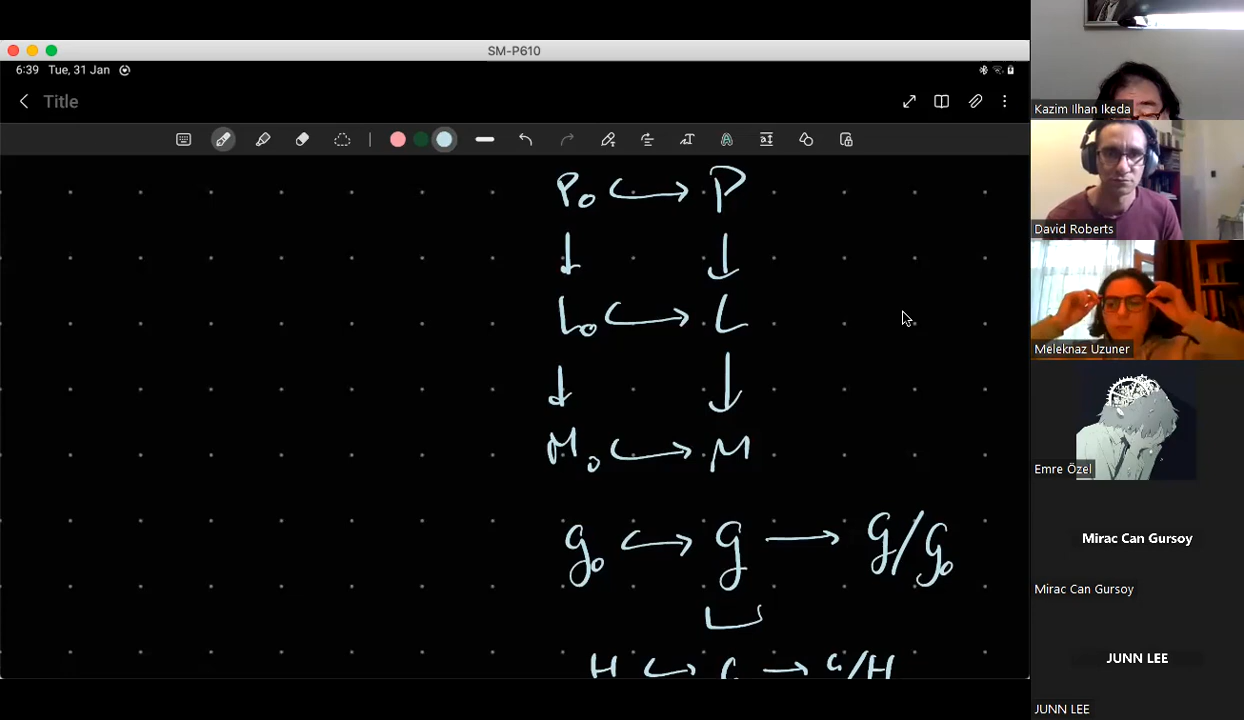 SM-P610
6:39 Tue, 31 Jan
Title
P₀ ↪ P
↓ ↓
L₀ ↪ L
↓ ↓
M₀ ↪ M
g₀ ↪ g → g/g₀
H ↪ G → G/H
Kazim Ilhan Ikeda
David Roberts
Meleknaz Uzuner
Emre Özel
Mirac Can Gursoy
Mirac Can Gursoy
JUNN LEE
JUNN LEE